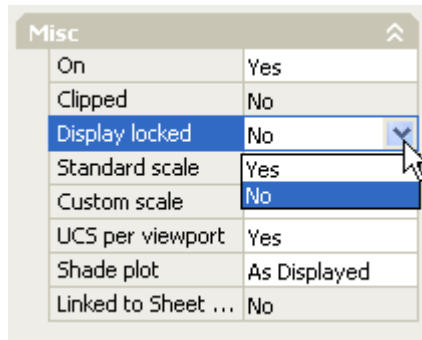 Misc
On Yes
Clipped No
Display locked No
Standard scale Yes
Custom scale No
UCS per viewport Yes
Shade plot As Displayed
Linked to Sheet ... No